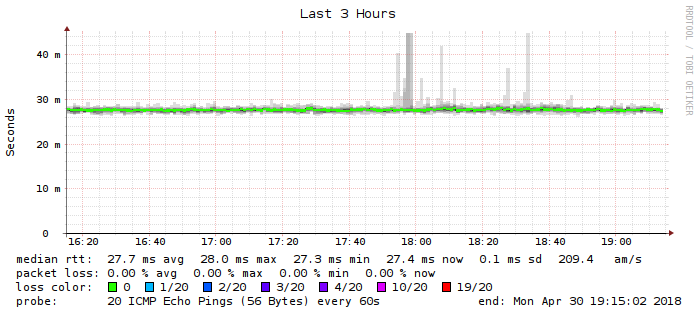 Last 3 Hours
RRDTOOL / TOBI OETIKER
Seconds
40 m
30 m
20 m
10 m
0
16:20 16:40 17:00 17:20 17:40 18:00 18:20 18:40 19:00
median rtt: 27.7 ms avg 28.0 ms max 27.3 ms min 27.4 ms now 0.1 ms sd 209.4 am/s
packet loss: 0.00 % avg 0.00 % max 0.00 % min 0.00 % now
loss color: 0 1/20 2/20 3/20 4/20 10/20 19/20
probe: 20 ICMP Echo Pings (56 Bytes) every 60s end: Mon Apr 30 19:15:02 2018